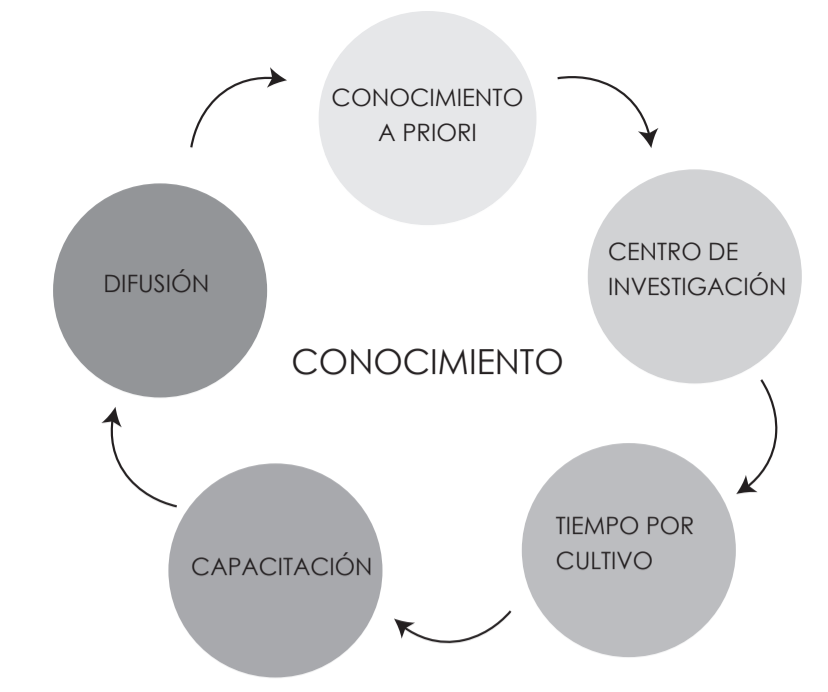 CONOCIMIENTO
A PRIORI
CENTRO DE
INVESTIGACIÓN
TIEMPO POR
CULTIVO
CAPACITACIÓN
DIFUSIÓN
CONOCIMIENTO